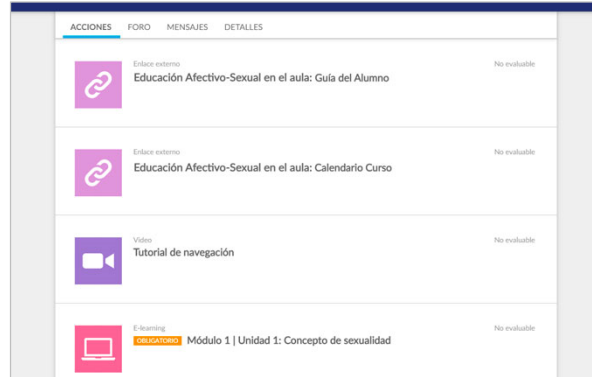 ACCIONES FORO MENSAJES DETALLES
Enlace externo No evaluable
Educación Afectivo-Sexual en el aula: Guía del Alumno
Enlace externo No evaluable
Educación Afectivo-Sexual en el aula: Calendario Curso
Video No evaluable
Tutorial de navegación
E-learning No evaluable
OBLIGATORIO Módulo 1 | Unidad 1: Concepto de sexualidad